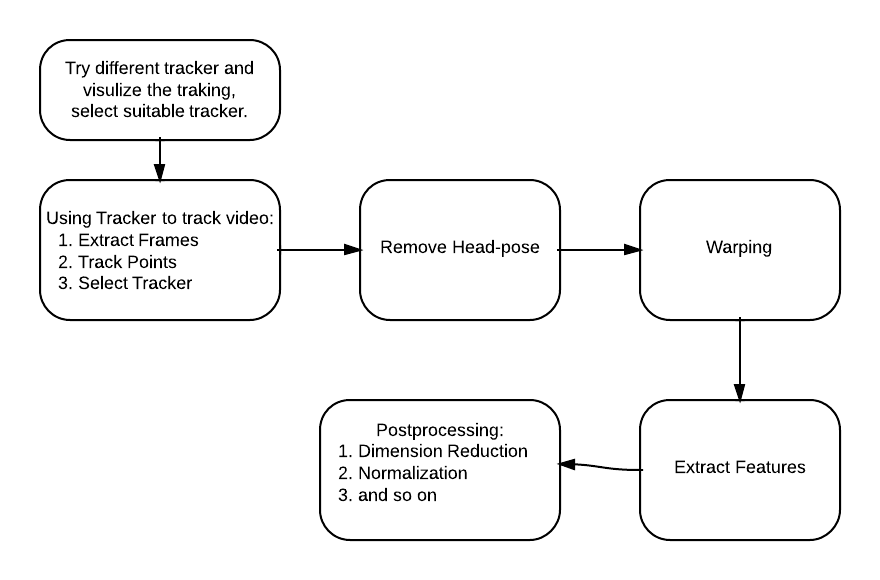 Try different tracker and
visulize the traking,
select suitable tracker.
Using Tracker to track video:
1. Extract Frames
2. Track Points
3. Select Tracker
Remove Head-pose
Warping
Extract Features
Postprocessing:
1. Dimension Reduction
2. Normalization
3. and so on